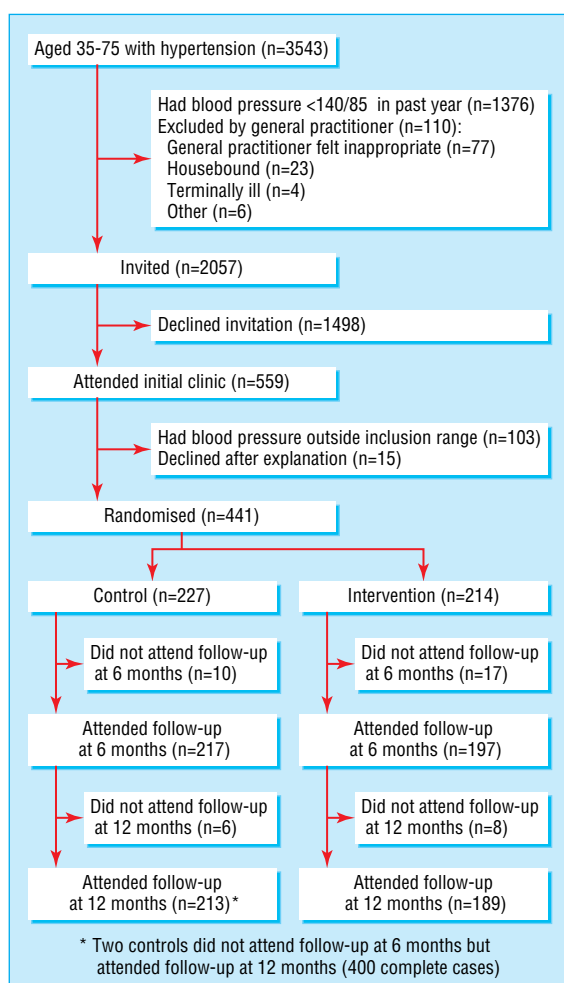 Aged 35-75 with hypertension (n=3543)
Had blood pressure <140/85 in past year (n=1376)
Excluded by general practitioner (n=110):
General practitioner felt inappropriate (n=77)
Housebound (n=23)
Terminally ill (n=4)
Other (n=6)
Invited (n=2057)
Declined invitation (n=1498)
Attended initial clinic (n=559)
Had blood pressure outside inclusion range (n=103)
Declined after explanation (n=15)
Randomised (n=441)
Control (n=227)
Intervention (n=214)
Did not attend follow-up
at 6 months (n=10)
Did not attend follow-up
at 6 months (n=17)
Attended follow-up
at 6 months (n=217)
Attended follow-up
at 6 months (n=197)
Did not attend follow-up
at 12 months (n=6)
Did not attend follow-up
at 12 months (n=8)
Attended follow-up
at 12 months (n=213)*
Attended follow-up
at 12 months (n=189)
* Two controls did not attend follow-up at 6 months but
attended follow-up at 12 months (400 complete cases)